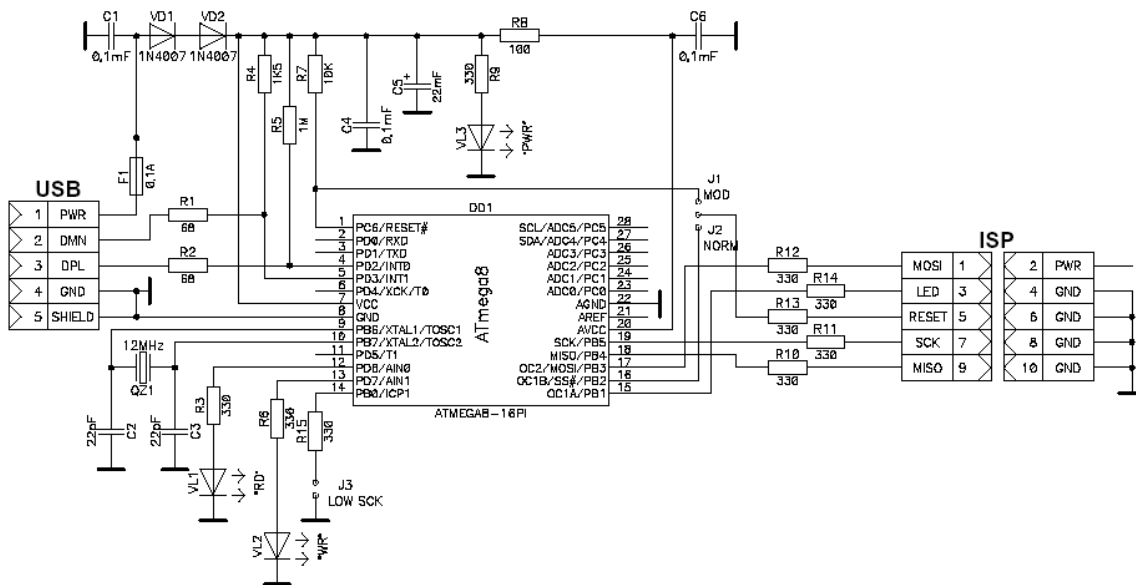 C1
0.1mF
VD1
VD2
1N4007
1N4007
R4
1K5
R5
1M
R7
10K
C4
0.1mF
C5
+
22mF
330
R9
VL3
"PWR"
R8
100
C6
0.1mF
F1
0.1A
USB
1 PWR
2 DMN
3 DPL
4 GND
5 SHIELD
R1
68
R2
68
J1
MOD
J2
NORM
DD1
ATmega8
ATMEGA8-16PI
1 PC6/RESET#
2 PD0/RXD
3 PD1/TXD
4 PD2/INT0
5 PD3/INT1
6 PD4/XCK/T0
7 VCC
8 GND
9 PB6/XTAL1/TOSC1
10 PB7/XTAL2/TOSC2
11 PD5/T1
12 PD6/AIN0
13 PD7/AIN1
14 PB0/ICP1
SCL/ADC5/PC5 28
SDA/ADC4/PC4 27
ADC3/PC3 26
ADC2/PC2 25
ADC1/PC1 24
ADC0/PC0 23
AGND 22
AREF 21
AVCC 20
SCK/PB5 19
MISO/PB4 18
OC2/MOSI/PB3 17
OC1B/SS#/PB2 16
OC1A/PB1 15
12MHz
QZ1
22pF
C2
22pF
C3
R3
330
VL1
"RD"
R6
330
VL2
"WR"
R15
330
J3
LOW SCK
R12
330
R14
330
R13
330
R11
330
R10
330
ISP
MOSI 1
LED 3
RESET 5
SCK 7
MISO 9
2 PWR
4 GND
6 GND
8 GND
10 GND